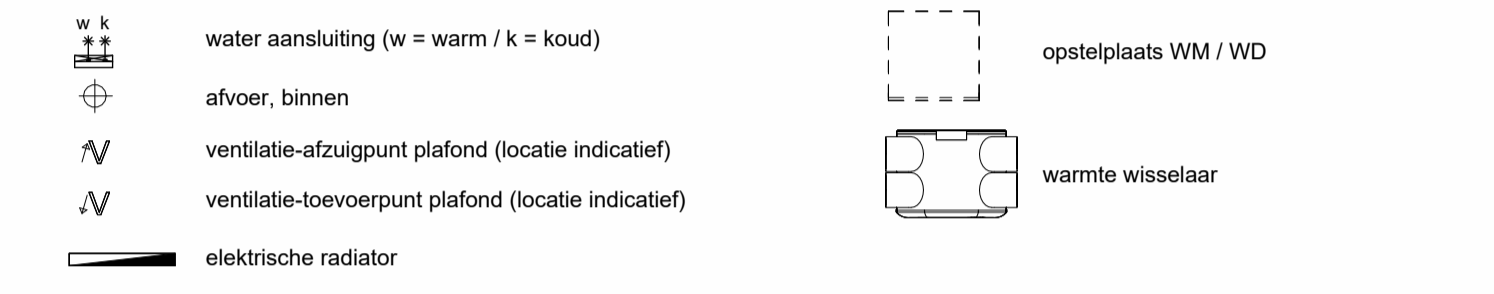 w k
water aansluiting (w = warm / k = koud)
afvoer, binnen
V
ventilatie-afzuigpunt plafond (locatie indicatief)
V
ventilatie-toevoerpunt plafond (locatie indicatief)
elektrische radiator
opstelplaats WM / WD
warmte wisselaar